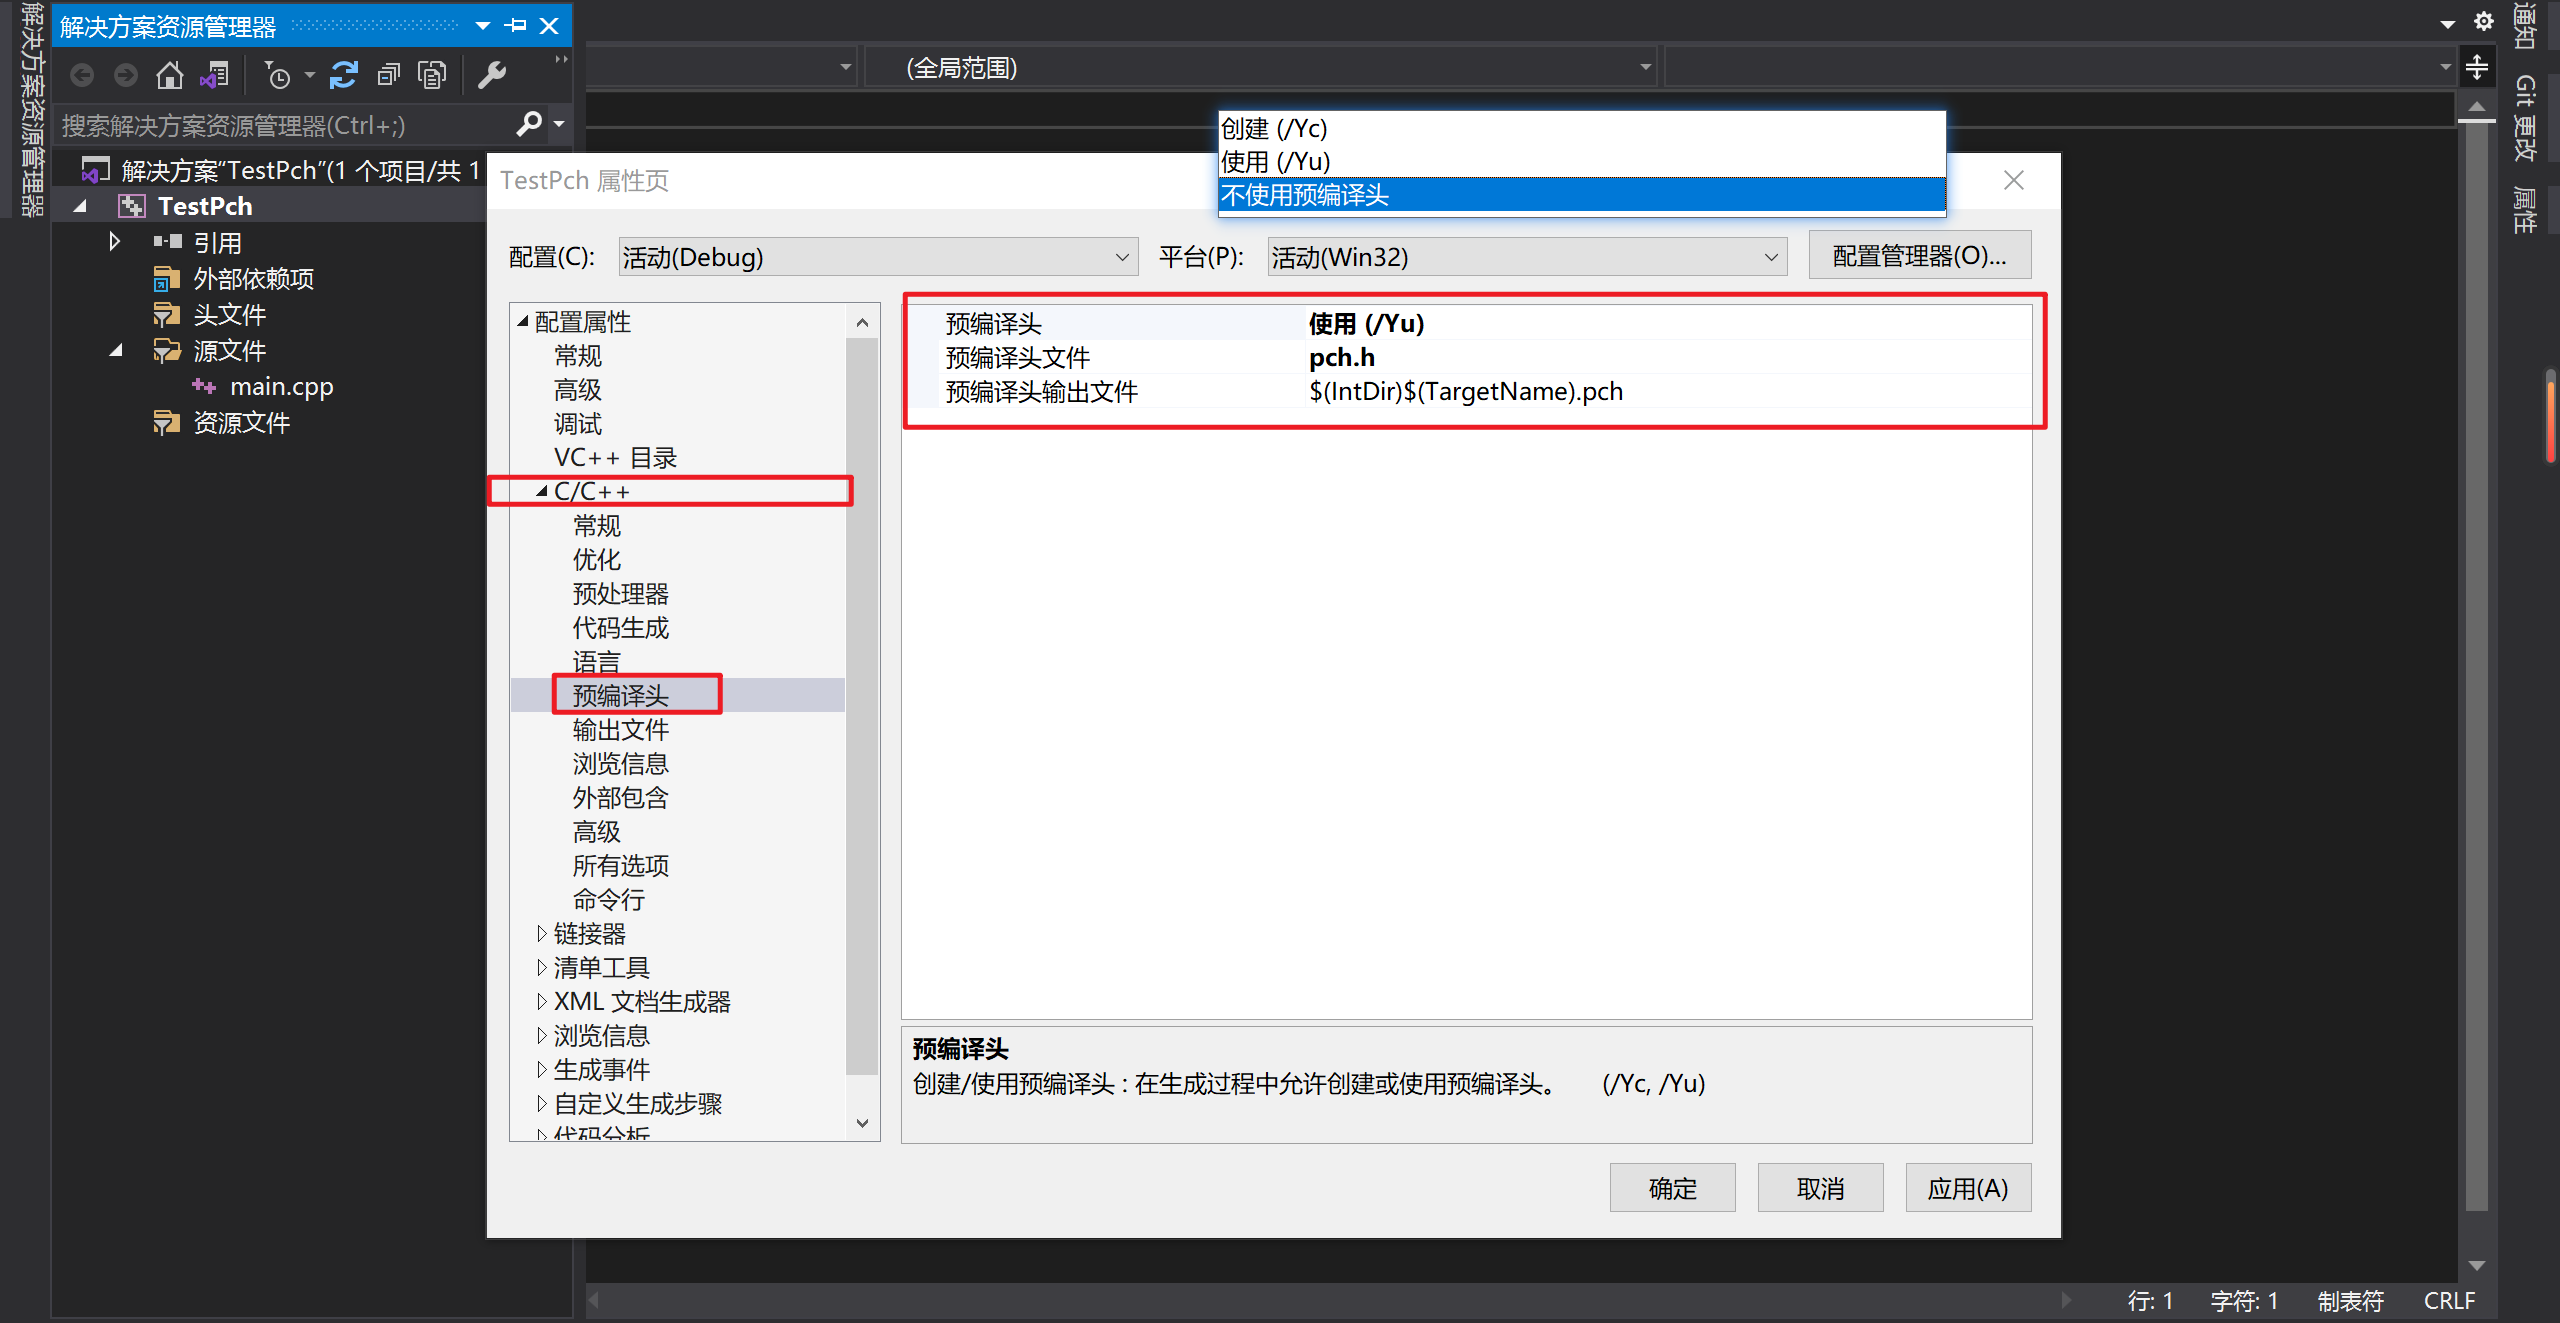 解决方案资源管理器
解决方案资源管理器
(全局范围)
通知
Git 更改
属性
搜索解决方案资源管理器(Ctrl+;)
解决方案“TestPch”(1 个项目/共 1
TestPch
引用
外部依赖项
头文件
源文件
main.cpp
资源文件
创建 (/Yc)
使用 (/Yu)
不使用预编译头
TestPch 属性页
配置(C):
活动(Debug)
平台(P):
活动(Win32)
配置管理器(O)...
配置属性
常规
高级
调试
VC++ 目录
C/C++
常规
优化
预处理器
代码生成
语言
预编译头
输出文件
浏览信息
外部包含
高级
所有选项
命令行
链接器
清单工具
XML 文档生成器
浏览信息
生成事件
自定义生成步骤
代码分析
预编译头 使用 (/Yu)
预编译头文件 pch.h
预编译头输出文件 $(IntDir)$(TargetName).pch
预编译头
创建/使用预编译头 : 在生成过程中允许创建或使用预编译头。 (/Yc, /Yu)
确定
取消
应用(A)
行: 1 字符: 1 制表符 CRLF